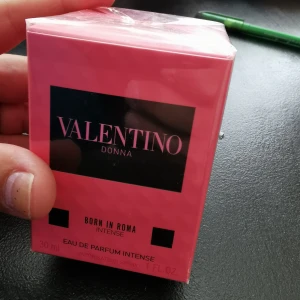 VALENTINO
DONNA
BORN IN ROMA
INTENSE
EAU DE PARFUM INTENSE